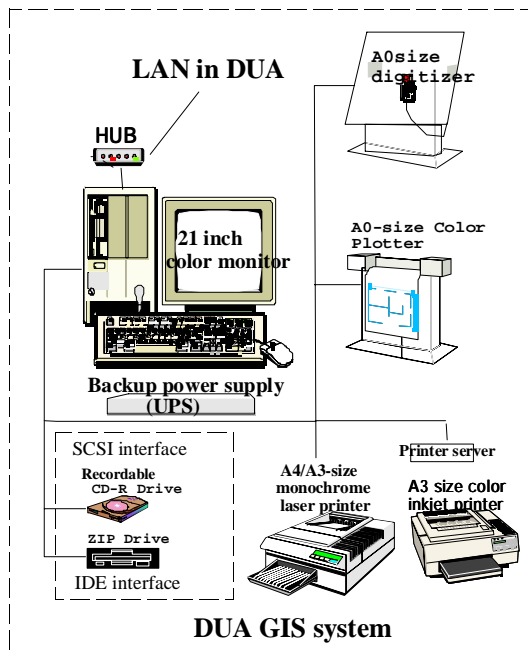 LAN in DUA
HUB
A0size
digitizer
21 inch
color monitor
A0-size Color
Plotter
Backup power supply
(UPS)
SCSI interface
Recordable
CD-R Drive
ZIP Drive
IDE interface
A4/A3-size
monochrome
laser printer
Printer server
A3 size color
inkjet printer
DUA GIS system